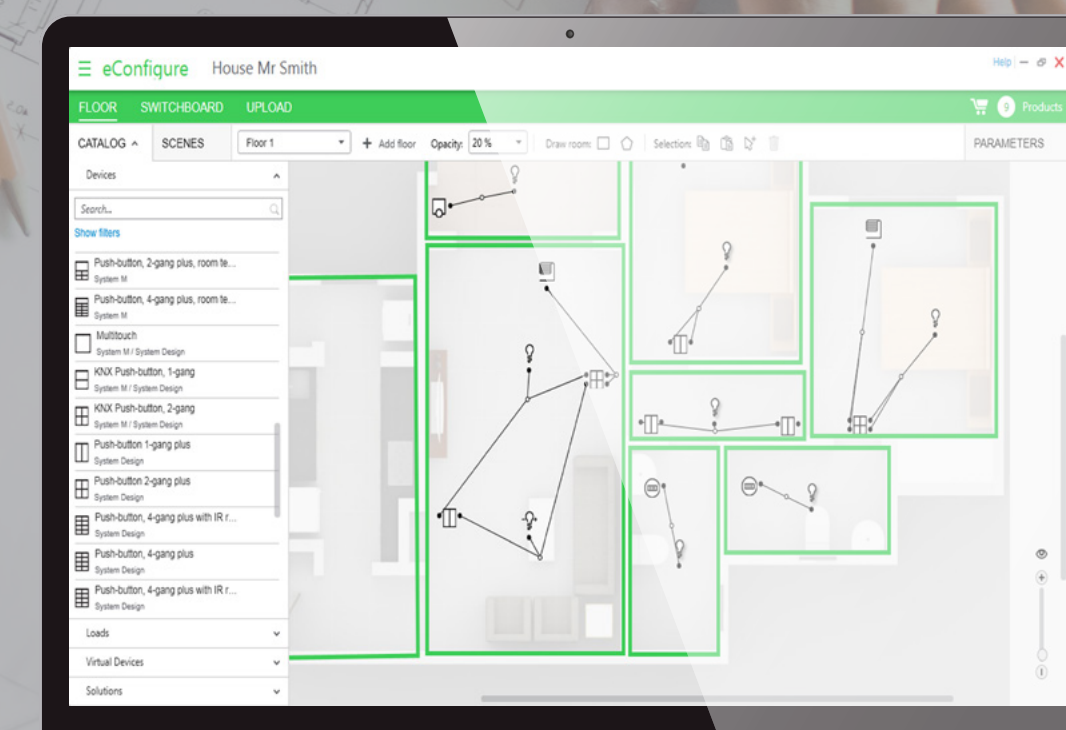 eConfigure House Mr Smith
Help
FLOOR SWITCHBOARD UPLOAD
9 Products
CATALOG SCENES Floor 1 + Add floor Opacity: 20 % Draw room: Selection: PARAMETERS
Devices
Search...
Show filters
Push-button, 2-gang plus, room te...
System M
Push-button, 4-gang plus, room te...
System M
Multitouch
System M / System Design
KNX Push-button, 1-gang
System M / System Design
KNX Push-button, 2-gang
System M / System Design
Push-button 1-gang plus
System Design
Push-button 2-gang plus
System Design
Push-button, 4-gang plus with IR r...
System Design
Push-button, 4-gang plus
System Design
Push-button, 4-gang plus with IR r...
System Design
Loads
Virtual Devices
Solutions